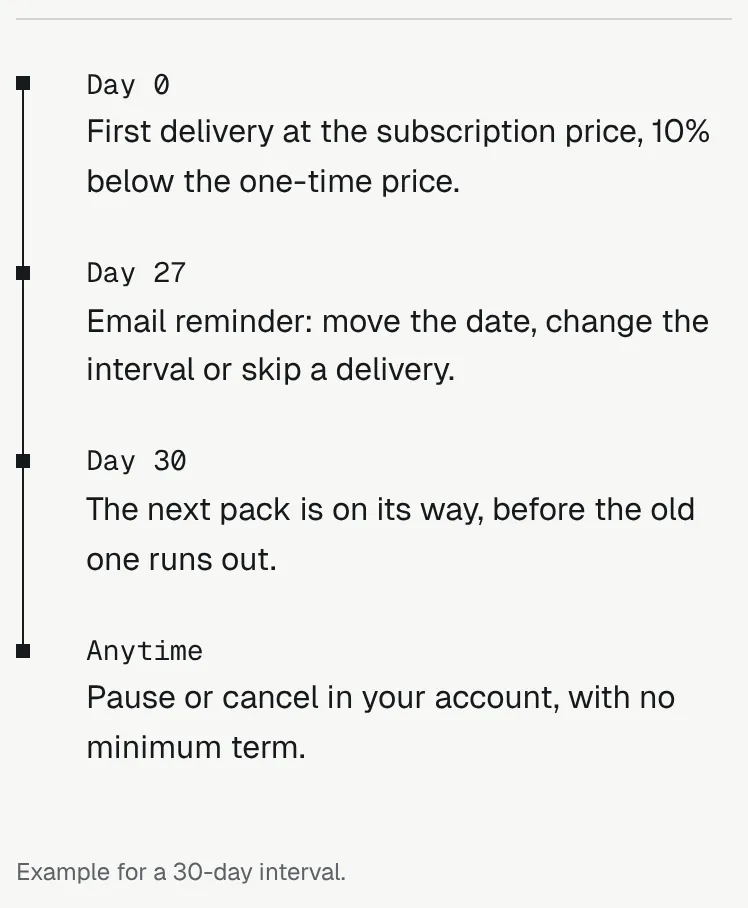 Day 0
First delivery at the subscription price, 10%
below the one-time price.
Day 27
Email reminder: move the date, change the
interval or skip a delivery.
Day 30
The next pack is on its way, before the old
one runs out.
Anytime
Pause or cancel in your account, with no
minimum term.
Example for a 30-day interval.